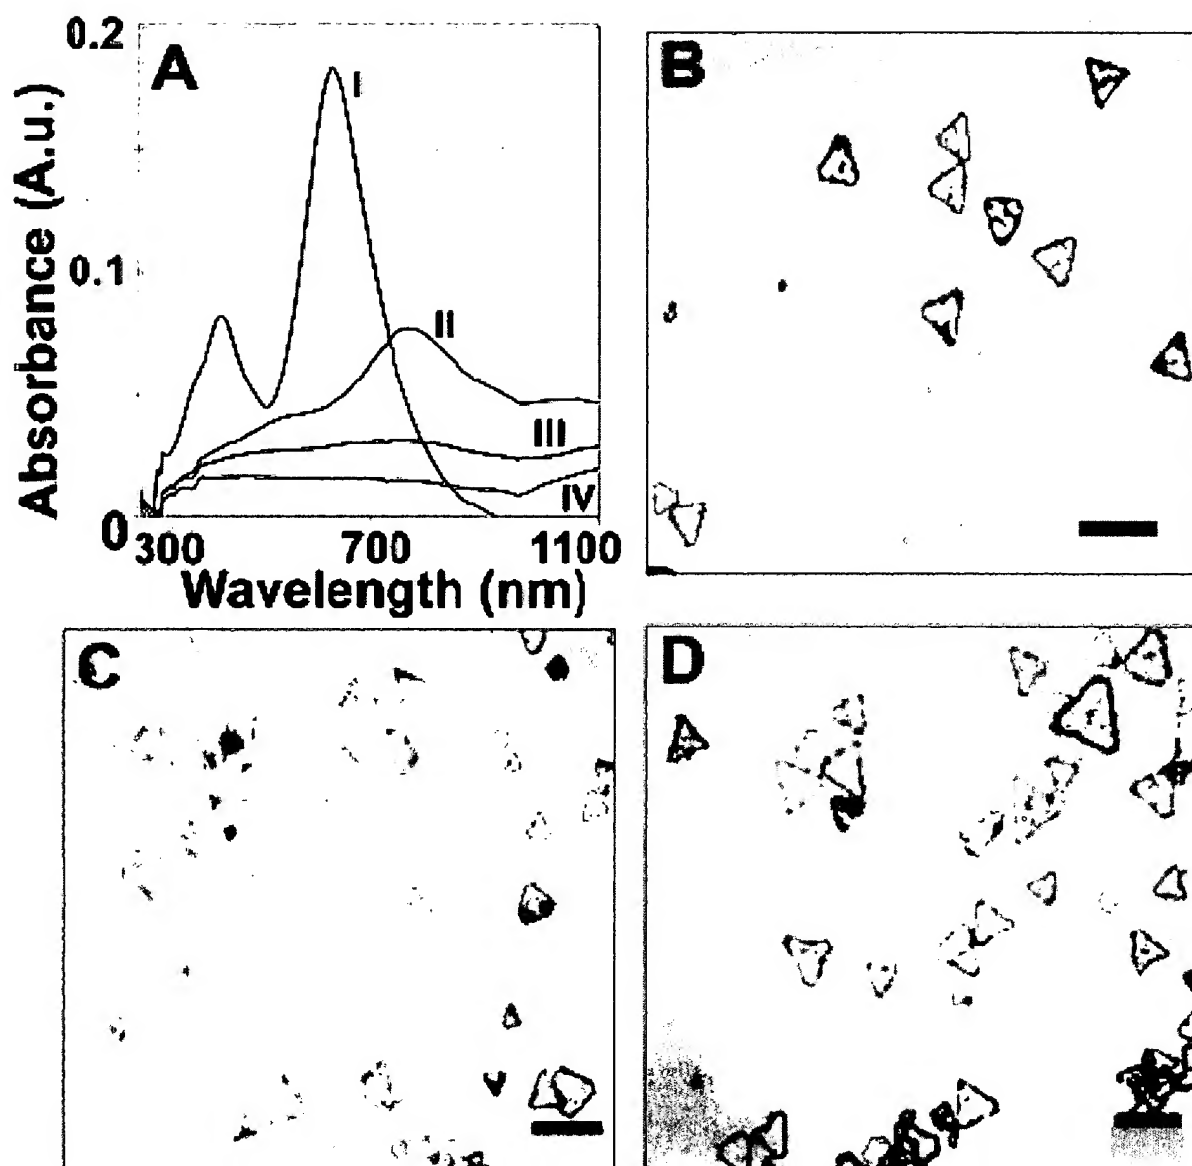 A
B
0.2
0.1
0
Absorbance (A.u.)
I
II
III
IV
300 700 1100
Wavelength (nm)
C
D